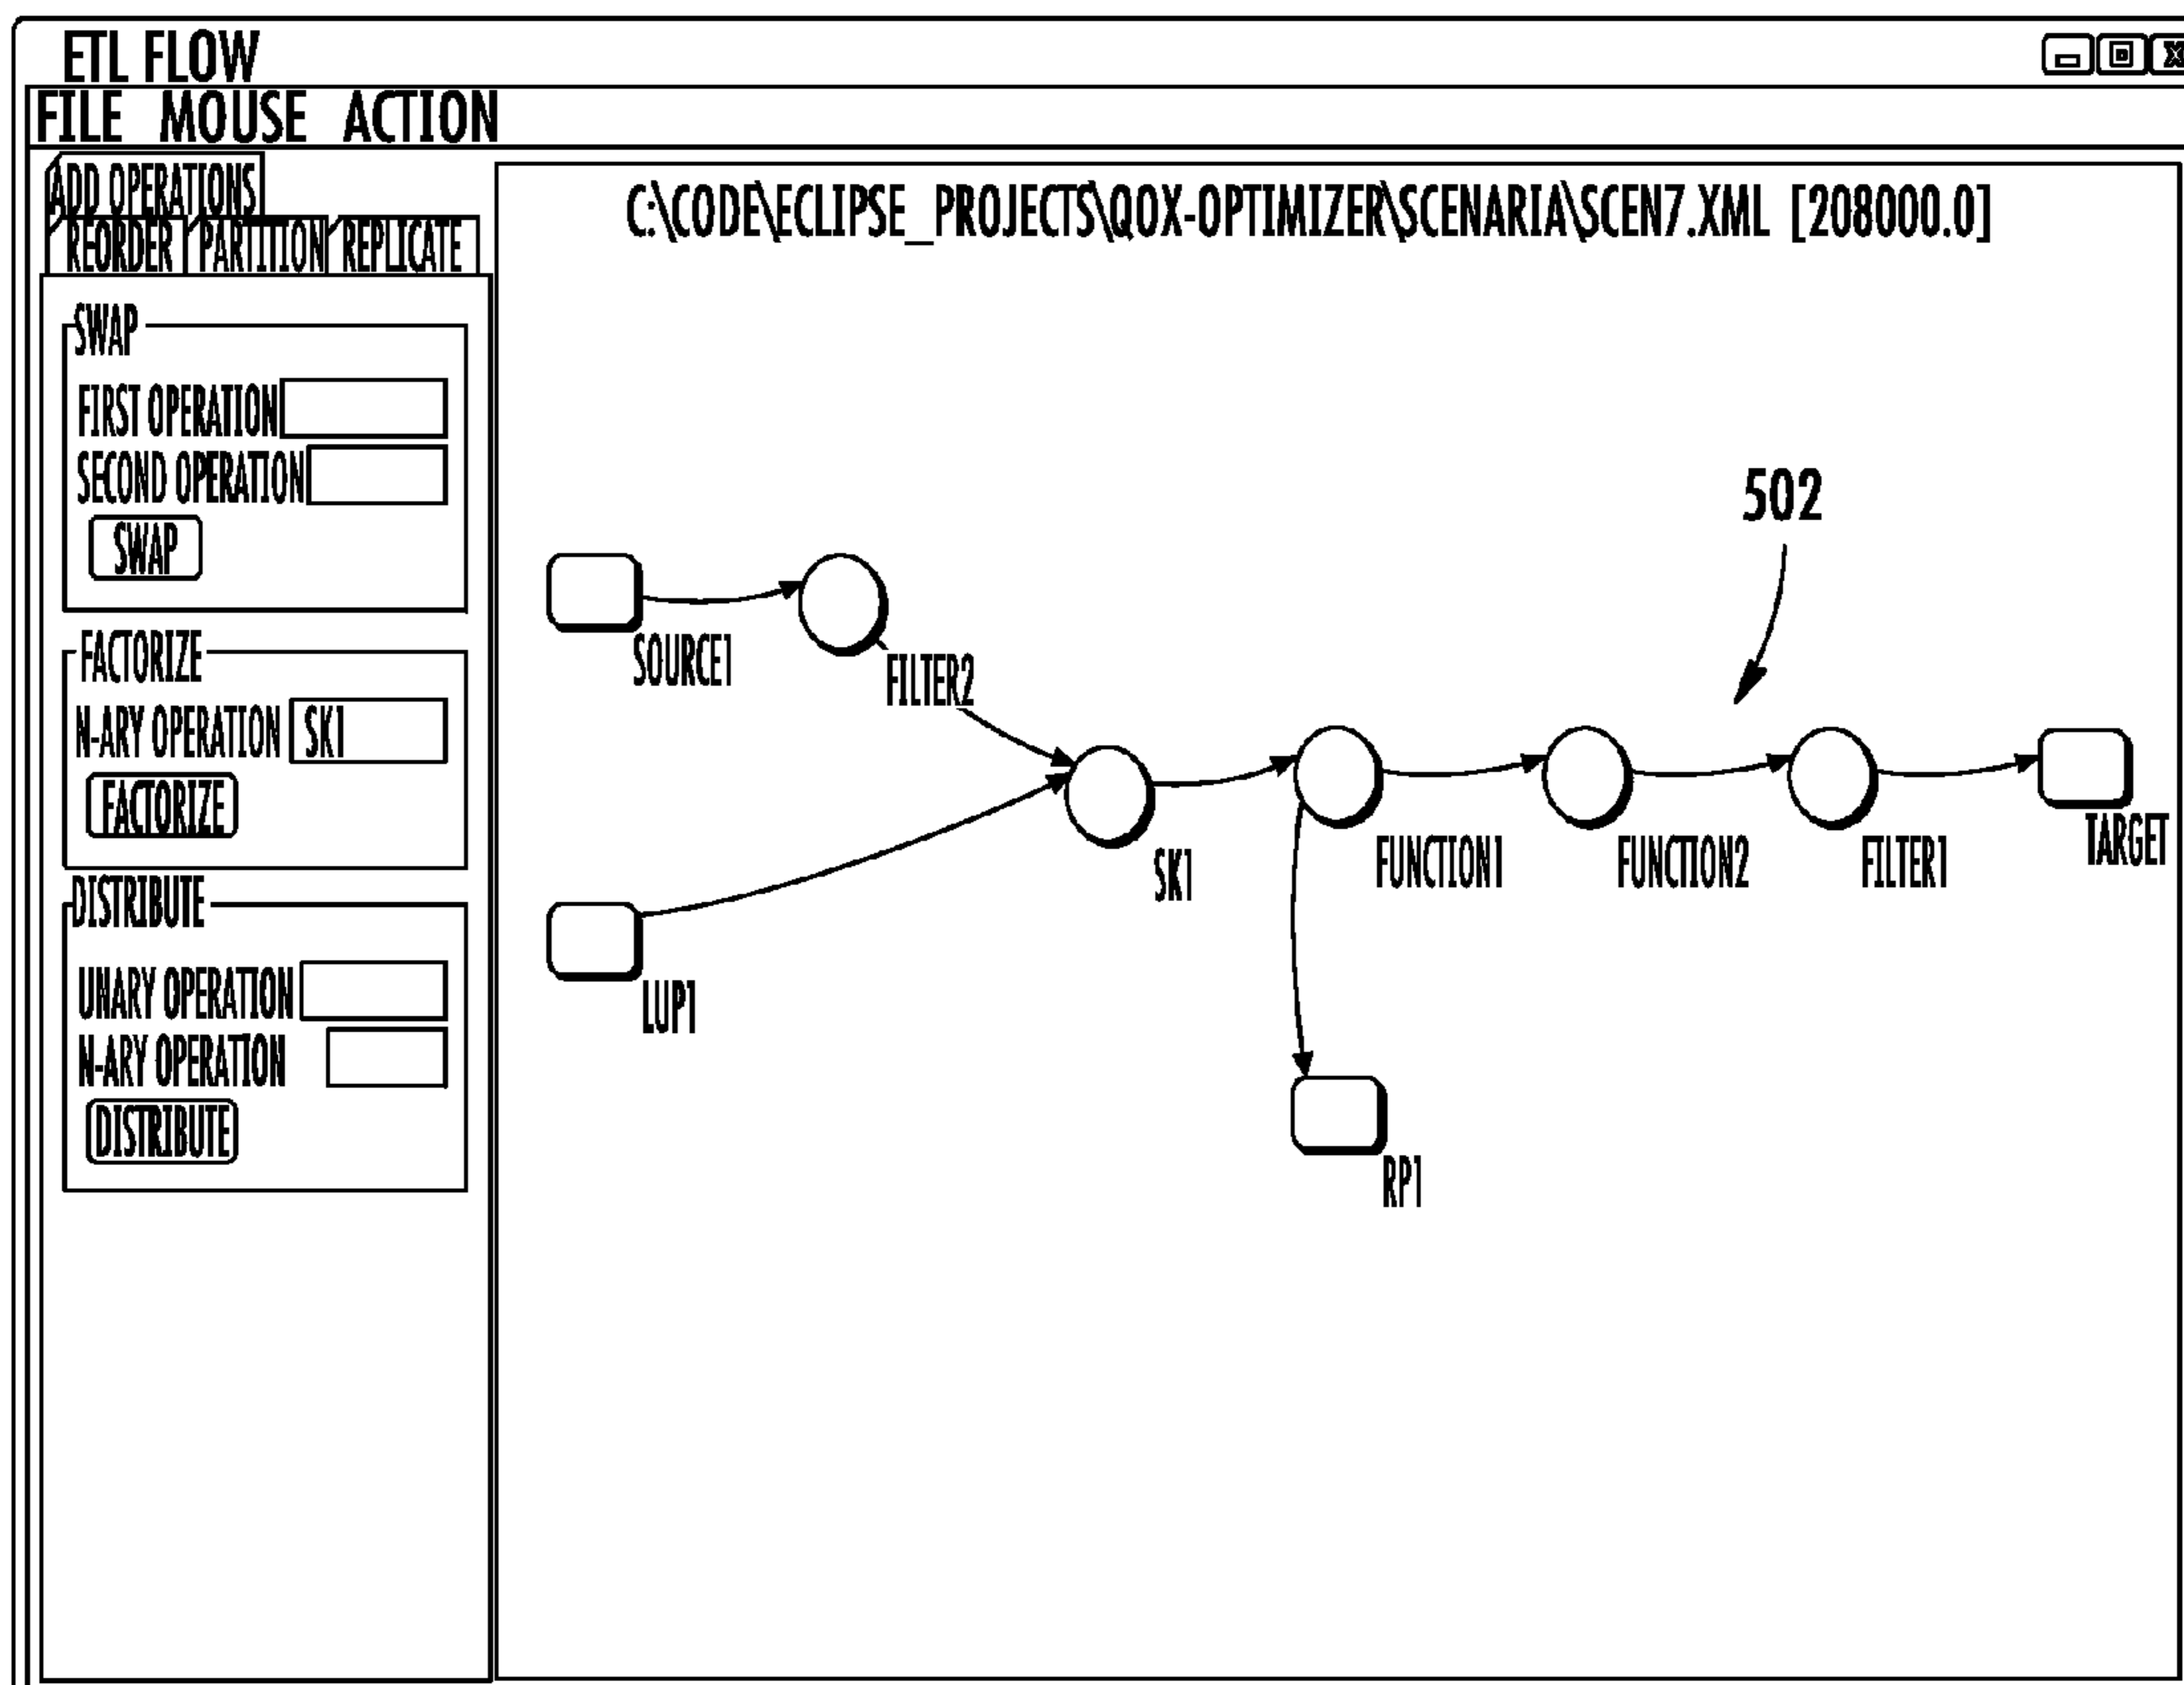 ETL FLOW
FILE MOUSE ACTION
ADD OPERATIONS
REORDER PARTITION REPLICATE
SWAP
FIRST OPERATION
SECOND OPERATION
SWAP
FACTORIZE
N-ARY OPERATION SK1
FACTORIZE
DISTRIBUTE
UNARY OPERATION
N-ARY OPERATION
DISTRIBUTE
C:\CODE\ECLIPSE_PROJECTS\QOX-OPTIMIZER\SCENARIA\SCEN7.XML [208000.0]
502
SOURCE1
FILTER2
SK1
FUNCTION1
FUNCTION2
FILTER1
TARGET
LUP1
RP1